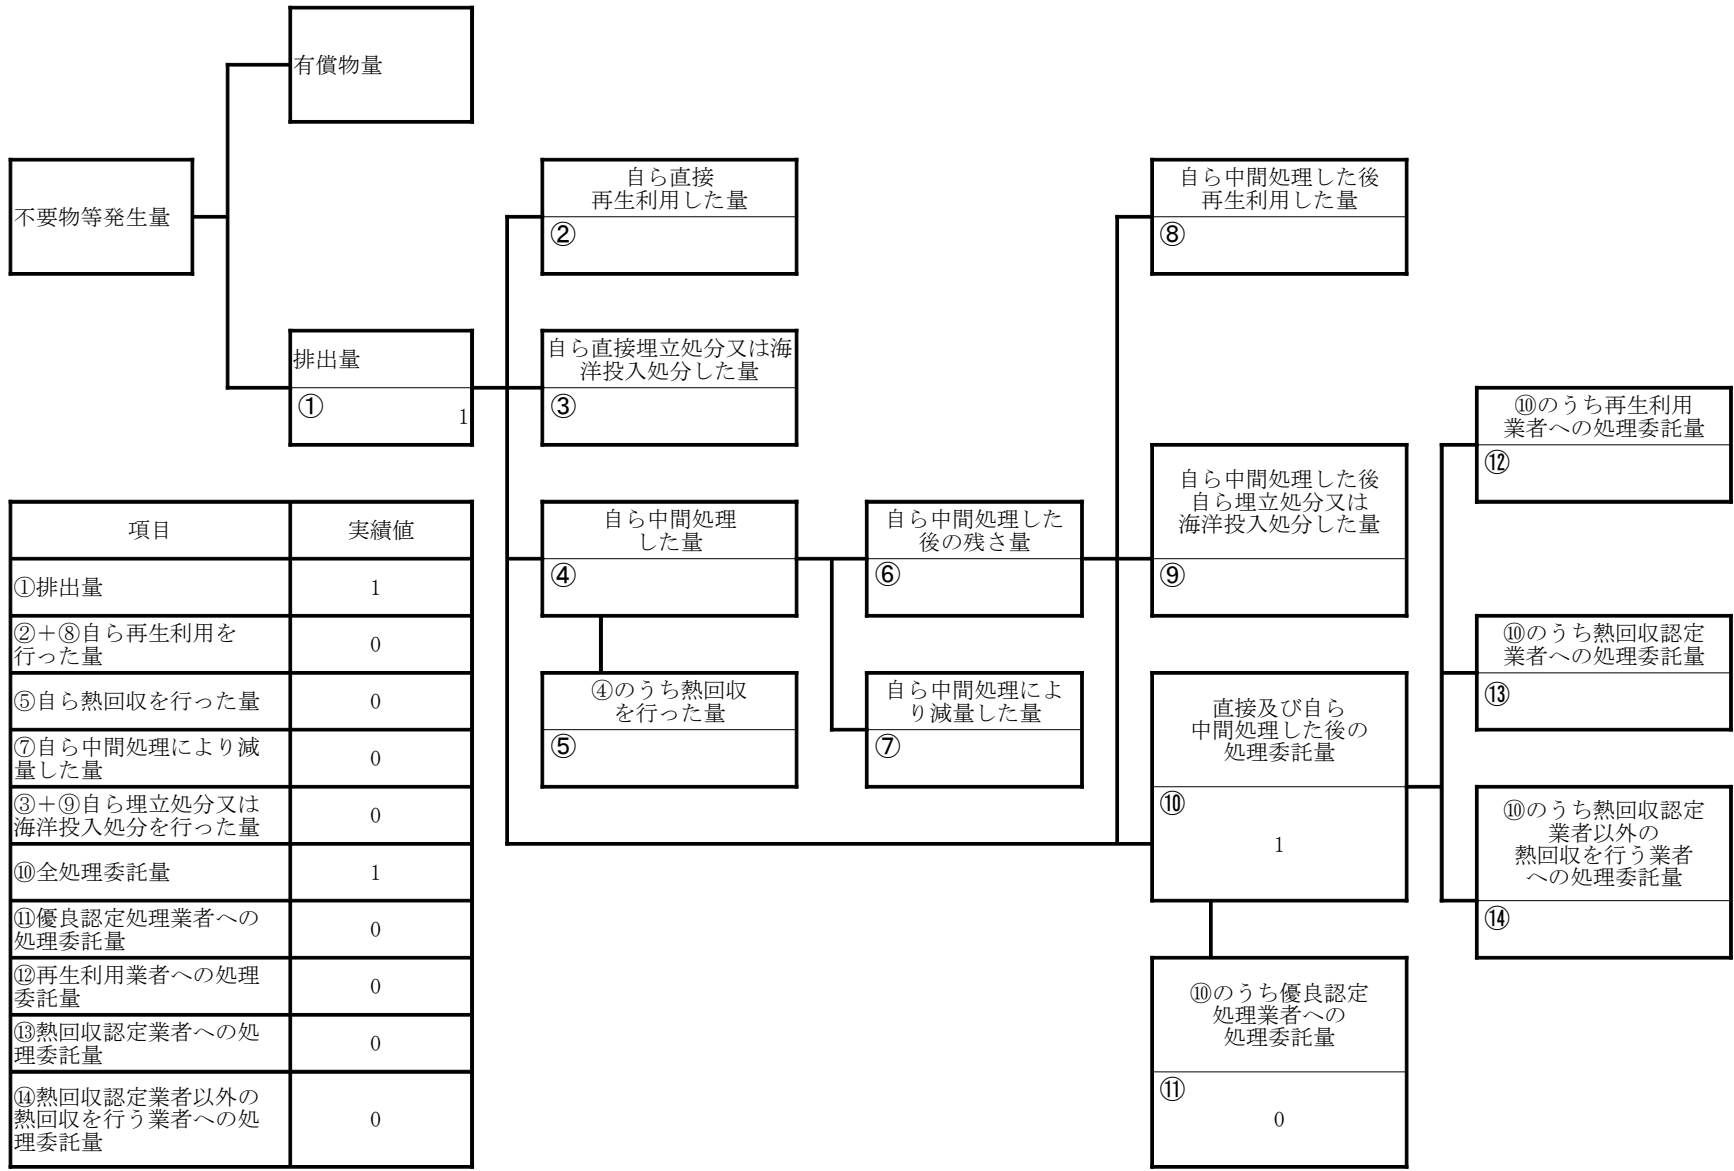 有償物量
不要物等発生量
自ら直接
再生利用した量
②
自ら中間処理した後
再生利用した量
⑧
排出量
①
1
自ら直接埋立処分又は海
洋投入処分した量
③
⑩のうち再生利用
業者への処理委託量
⑫
自ら中間処理した後
自ら埋立処分又は
海洋投入処分した量
⑨
自ら中間処理
した量
④
自ら中間処理した
後の残さ量
⑥
④のうち熱回収
を行った量
⑤
自ら中間処理によ
り減量した量
⑦
直接及び自ら
中間処理した後の
処理委託量
⑩
1
⑩のうち熱回収認定
業者への処理委託量
⑬
⑩のうち熱回収認定
業者以外の
熱回収を行う業者
への処理委託量
⑭
⑩のうち優良認定
処理業者への
処理委託量
⑪
0
項目 実績値
①排出量 1
②+⑧自ら再生利用を
行った量 0
⑤自ら熱回収を行った量 0
⑦自ら中間処理により減
量した量 0
③+⑨自ら埋立処分又は
海洋投入処分を行った量 0
⑩全処理委託量 1
⑪優良認定処理業者への
処理委託量 0
⑫再生利用業者への処理
委託量 0
⑬熱回収認定業者への処
理委託量 0
⑭熱回収認定業者以外の
熱回収を行う業者への処
理委託量 0